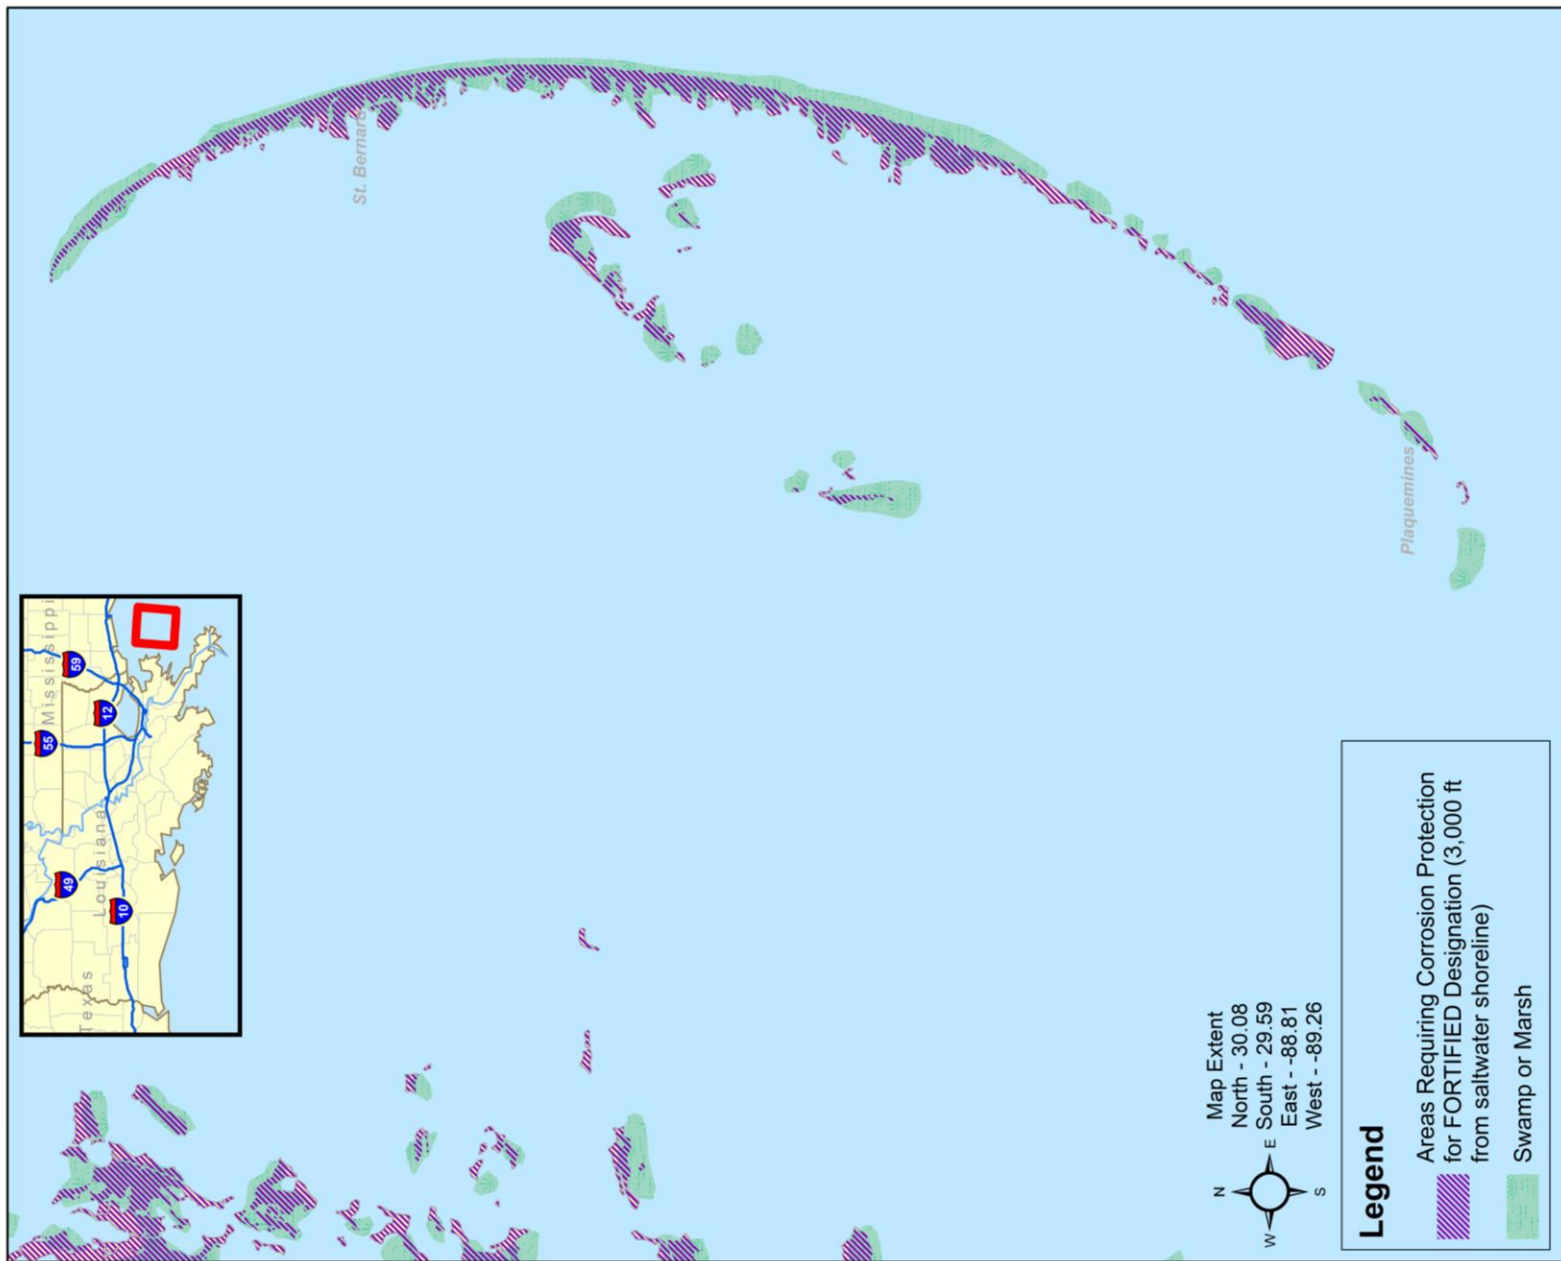 St. Bernard
Mississippi
59
55
12
Louisiana
49
10
Texas
Plaquemines
Map Extent
North - 30.08
South - 29.59
East - -88.81
West - -89.26
N
W
E
S
Legend
Areas Requiring Corrosion Protection
for FORTIFIED Designation (3,000 ft
from saltwater shoreline)
Swamp or Marsh